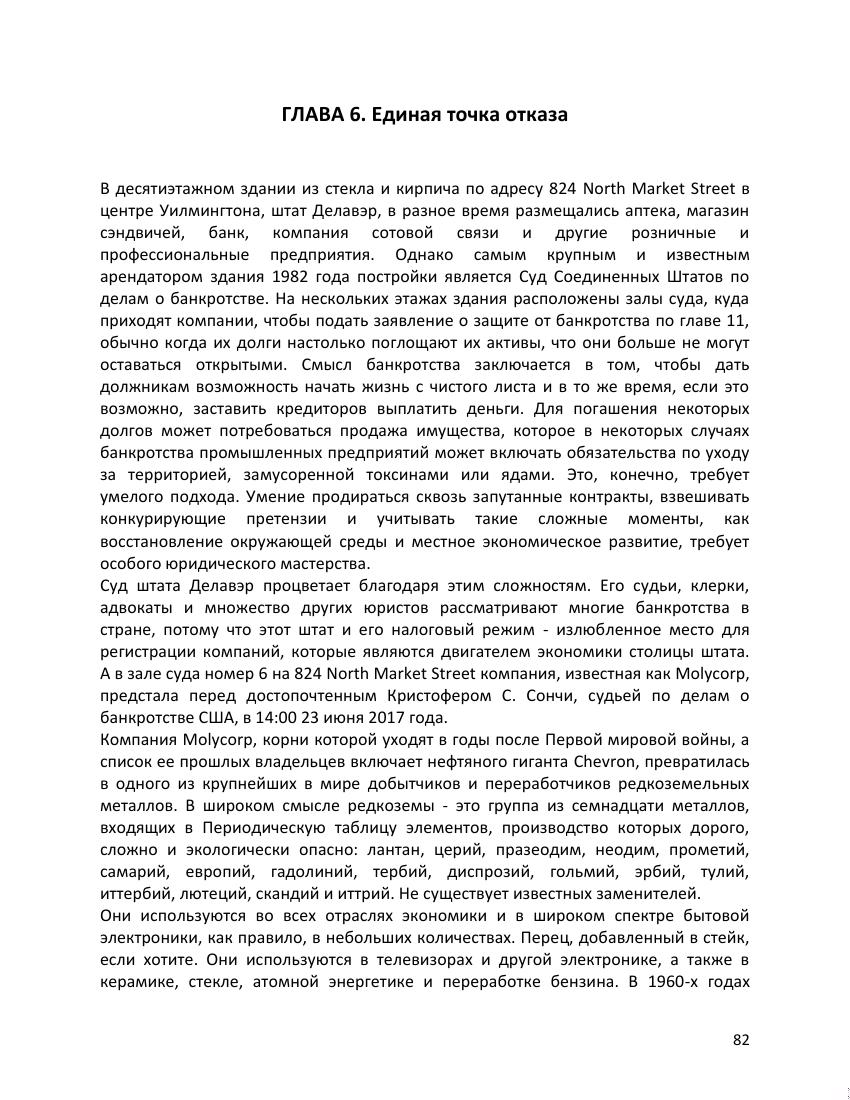 ГЛАВА 6. Единая точка отказа
В десятиэтажном здании из стекла и кирпича по адресу 824 North Market Street в
центре Уилмингтона, штат Делавэр, в разное время размещались аптека, магазин
сэндвичей, банк, компания сотовой связи и другие розничные и
профессиональные предприятия. Однако самым крупным и известным
арендатором здания 1982 года постройки является Суд Соединенных Штатов по
делам о банкротстве. На нескольких этажах здания расположены залы суда, куда
приходят компании, чтобы подать заявление о защите от банкротства по главе 11,
обычно когда их долги настолько поглощают их активы, что они больше не могут
оставаться открытыми. Смысл банкротства заключается в том, чтобы дать
должникам возможность начать жизнь с чистого листа и в то же время, если это
возможно, заставить кредиторов выплатить деньги. Для погашения некоторых
долгов может потребоваться продажа имущества, которое в некоторых случаях
банкротства промышленных предприятий может включать обязательства по уходу
за территорией, замусоренной токсинами или ядами. Это, конечно, требует
умелого подхода. Умение продираться сквозь запутанные контракты, взвешивать
конкурирующие претензии и учитывать такие сложные моменты, как
восстановление окружающей среды и местное экономическое развитие, требует
особого юридического мастерства.
Суд штата Делавэр процветает благодаря этим сложностям. Его судьи, клерки,
адвокаты и множество других юристов рассматривают многие банкротства в
стране, потому что этот штат и его налоговый режим - излюбленное место для
регистрации компаний, которые являются двигателем экономики столицы штата.
А в зале суда номер 6 на 824 North Market Street компания, известная как Molycorp,
предстала перед достопочтенным Кристофером С. Сончи, судьей по делам о
банкротстве США, в 14:00 23 июня 2017 года.
Компания Molycorp, корни которой уходят в годы после Первой мировой войны, а
список ее прошлых владельцев включает нефтяного гиганта Chevron, превратилась
в одного из крупнейших в мире добытчиков и переработчиков редкоземельных
металлов. В широком смысле редкоземы - это группа из семнадцати металлов,
входящих в Периодическую таблицу элементов, производство которых дорого,
сложно и экологически опасно: лантан, церий, празеодим, неодим, прометий,
самарий, европий, гадолиний, тербий, диспрозий, гольмий, эрбий, тулий,
иттербий, лютеций, скандий и иттрий. Не существует известных заменителей.
Они используются во всех отраслях экономики и в широком спектре бытовой
электроники, как правило, в небольших количествах. Перец, добавленный в стейк,
если хотите. Они используются в телевизорах и другой электронике, а также в
керамике, стекле, атомной энергетике и переработке бензина. В 1960-х годах
82